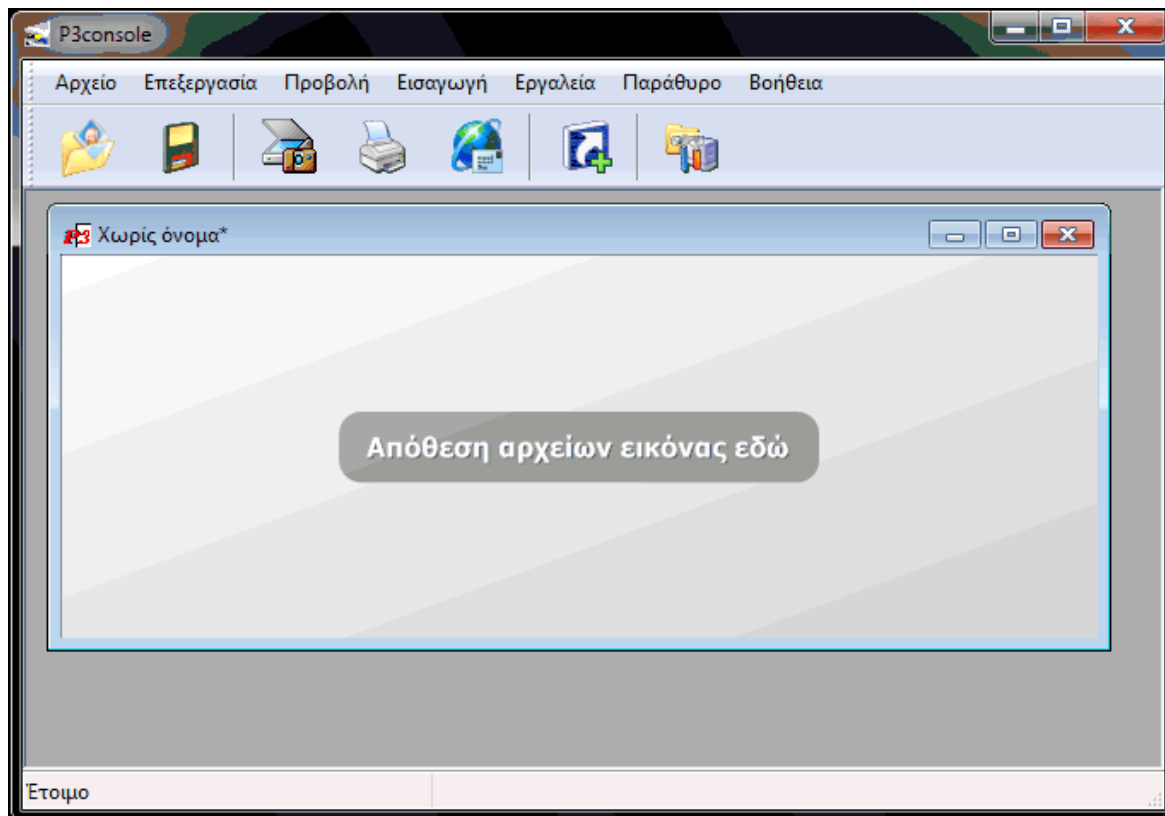 P3console
Αρχείο Επεξεργασία Προβολή Εισαγωγή Εργαλεία Παράθυρο Βοήθεια
P3 Χωρίς όνομα*
Απόθεση αρχείων εικόνας εδώ
Έτοιμο